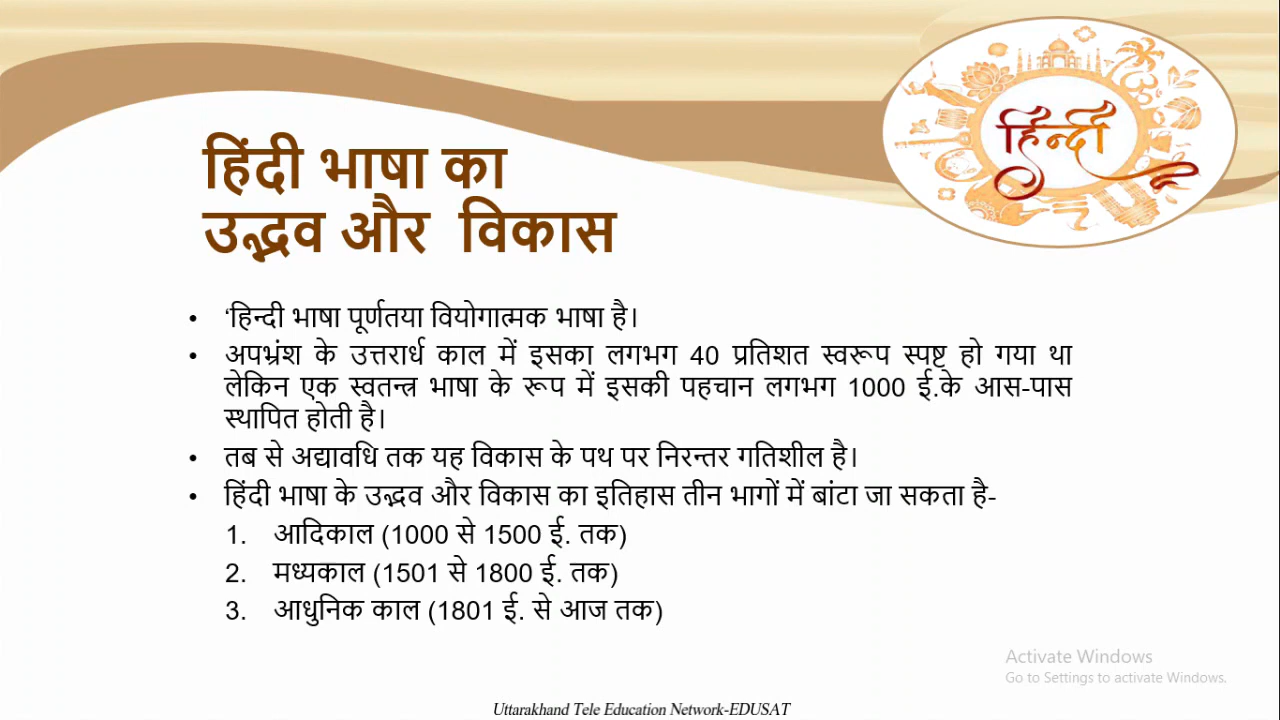 हिन्दी
हिंदी भाषा का
उद्भव और विकास
• ‘हिन्दी भाषा पूर्णतया वियोगात्मक भाषा है।
• अपभ्रंश के उत्तरार्ध काल में इसका लगभग 40 प्रतिशत स्वरूप स्पष्ट हो गया था
लेकिन एक स्वतन्त्र भाषा के रूप में इसकी पहचान लगभग 1000 ई.के आस-पास
स्थापित होती है।
• तब से अद्यावधि तक यह विकास के पथ पर निरन्तर गतिशील है।
• हिंदी भाषा के उद्भव और विकास का इतिहास तीन भागों में बांटा जा सकता है-
1. आदिकाल (1000 से 1500 ई. तक)
2. मध्यकाल (1501 से 1800 ई. तक)
3. आधुनिक काल (1801 ई. से आज तक)
Activate Windows
Go to Settings to activate Windows.
Uttarakhand Tele Education Network-EDUSAT